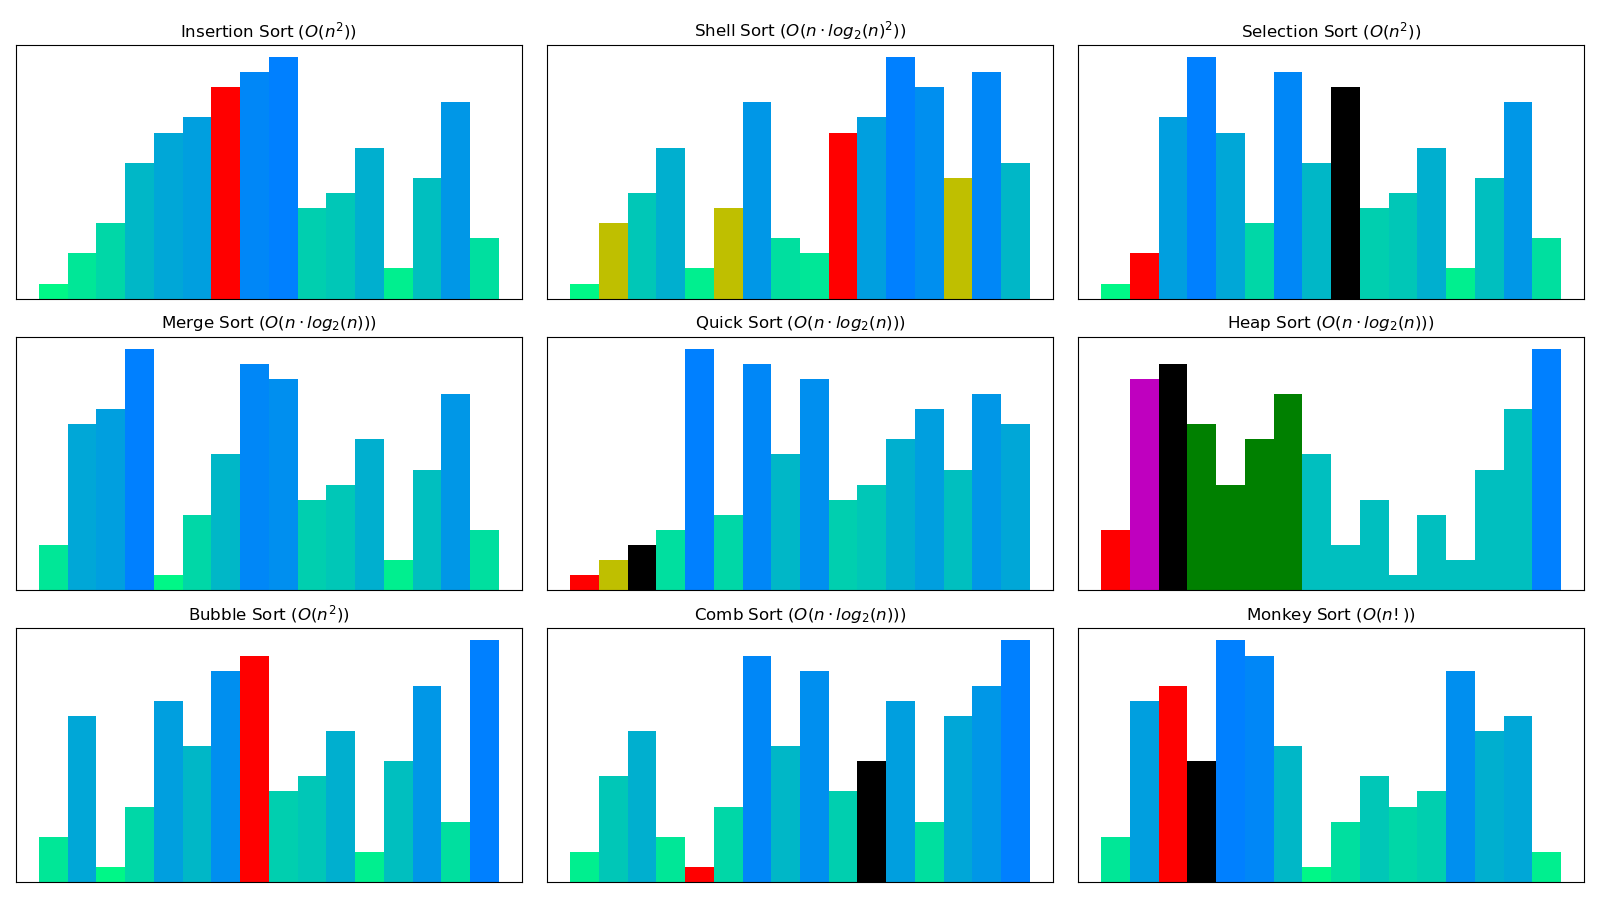 Insertion Sort (O(n²))
Shell Sort (O(n · log₂(n)²))
Selection Sort (O(n²))
Merge Sort (O(n · log₂(n)))
Quick Sort (O(n · log₂(n)))
Heap Sort (O(n · log₂(n)))
Bubble Sort (O(n²))
Comb Sort (O(n · log₂(n)))
Monkey Sort (O(n!))